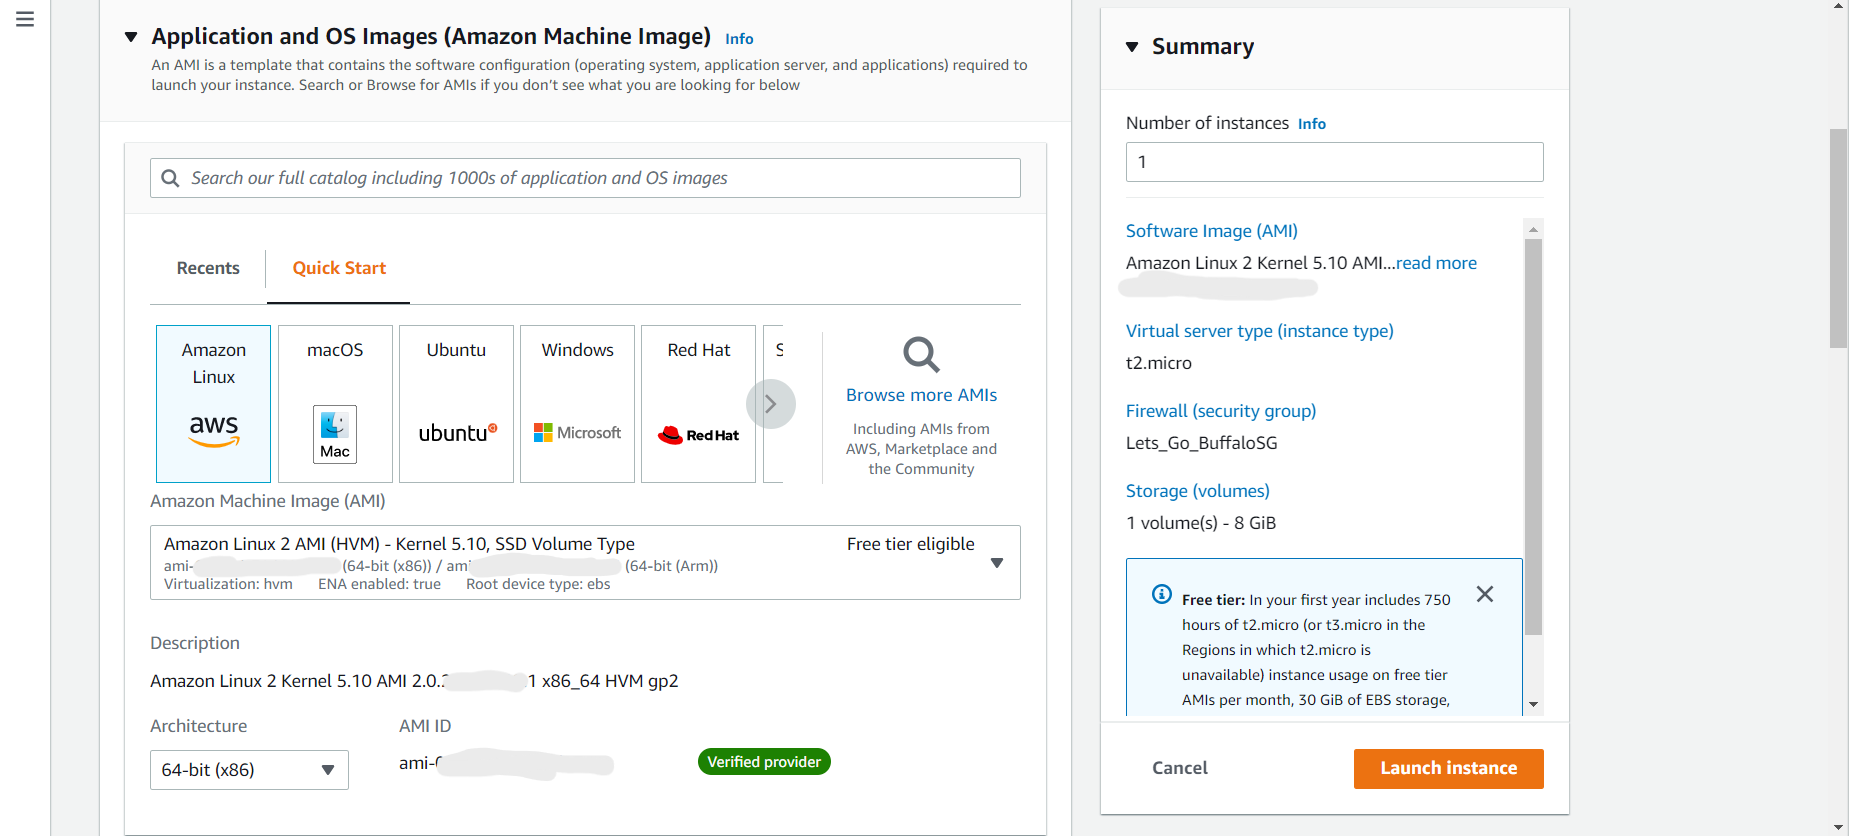 Application and OS Images (Amazon Machine Image) Info
An AMI is a template that contains the software configuration (operating system, application server, and applications) required to
launch your instance. Search or Browse for AMIs if you don’t see what you are looking for below
Search our full catalog including 1000s of application and OS images
Recents
Quick Start
Amazon
Linux
aws
macOS
Mac
Ubuntu
ubuntu
Windows
Microsoft
Red Hat
Red Hat
S
Browse more AMIs
Including AMIs from
AWS, Marketplace and
the Community
Amazon Machine Image (AMI)
Amazon Linux 2 AMI (HVM) - Kernel 5.10, SSD Volume Type
Free tier eligible
ami- (64-bit (x86)) / ami (64-bit (Arm))
Virtualization: hvm ENA enabled: true Root device type: ebs
Description
Amazon Linux 2 Kernel 5.10 AMI 2.0. 1 x86_64 HVM gp2
Architecture
AMI ID
64-bit (x86)
ami-
Verified provider
Summary
Number of instances Info
1
Software Image (AMI)
Amazon Linux 2 Kernel 5.10 AMI...read more
Virtual server type (instance type)
t2.micro
Firewall (security group)
Lets_Go_BuffaloSG
Storage (volumes)
1 volume(s) - 8 GiB
Free tier: In your first year includes 750
hours of t2.micro (or t3.micro in the
Regions in which t2.micro is
unavailable) instance usage on free tier
AMIs per month, 30 GiB of EBS storage,
Cancel
Launch instance